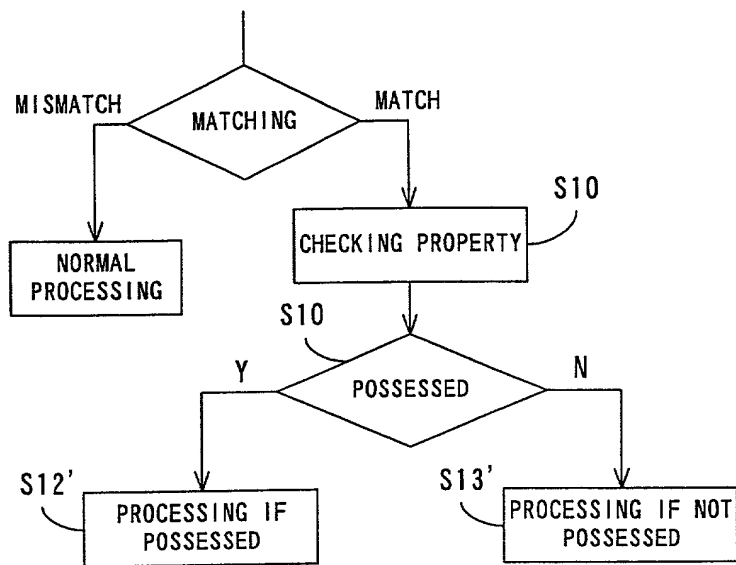 MISMATCH
MATCHING
MATCH
S10
NORMAL
PROCESSING
CHECKING PROPERTY
S10
Y
POSSESSED
N
S12'
PROCESSING IF
POSSESSED
S13'
PROCESSING IF NOT
POSSESSED